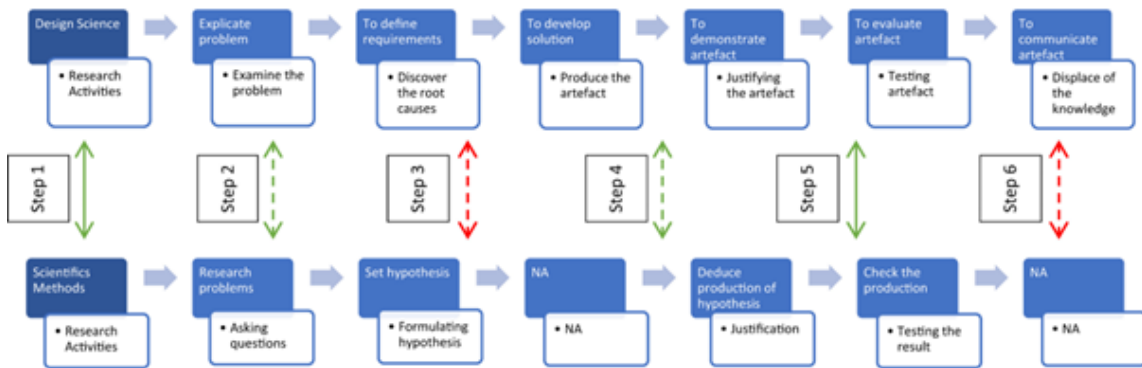 Design Science
• Research
Activities
Explicate
problem
• Examine the
problem
To define
requirements
• Discover
the root
causes
To develop
solution
• Produce the
artefact
To
demonstrate
artefact
• Justifying
the artefact
To evaluate
artefact
• Testing
artefact
To
communicate
artefact
• Displace of
the
knowledge
Step 1
Step 2
Step 3
Step 4
Step 5
Step 6
Scientifics
Methods
• Research
Activities
Research
problems
• Asking
questions
Set hypothesis
• Formulating
hypothesis
NA
• NA
Deduce
production of
hypothesis
• Justification
Check the
production
• Testing the
result
NA
• NA